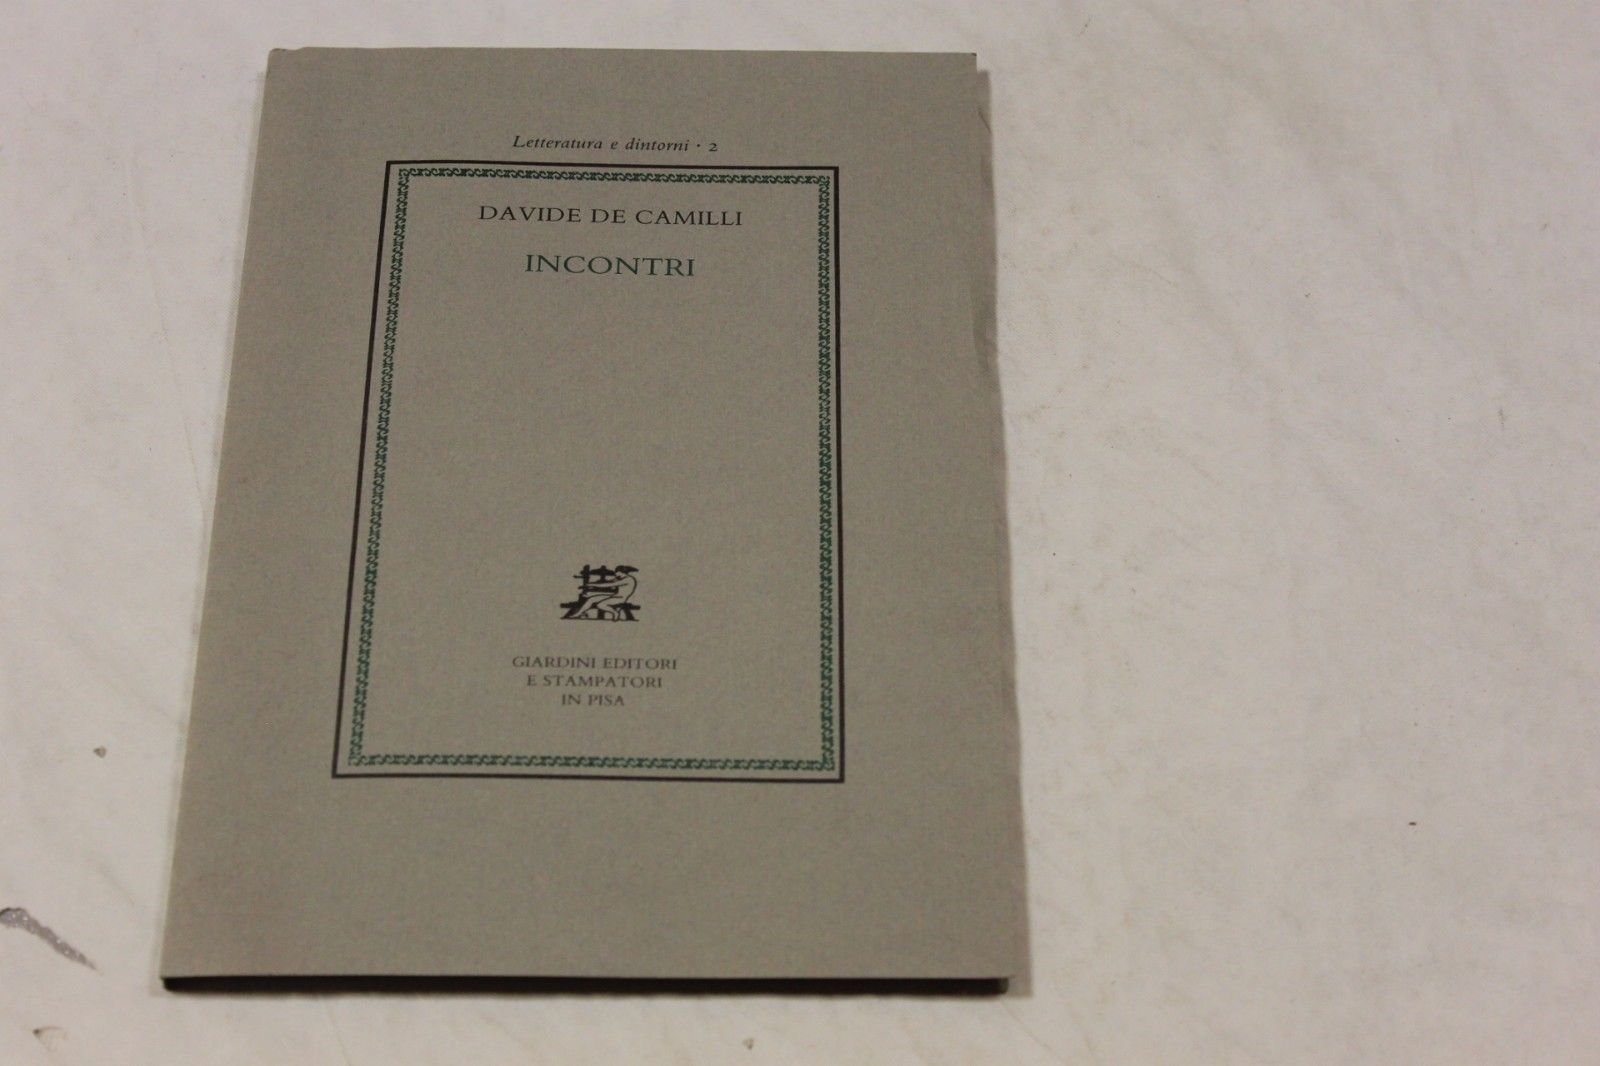 Letteratura e dintorni · 2
DAVIDE DE CAMILLI
INCONTRI
GIARDINI EDITORI
E STAMPATORI
IN PISA